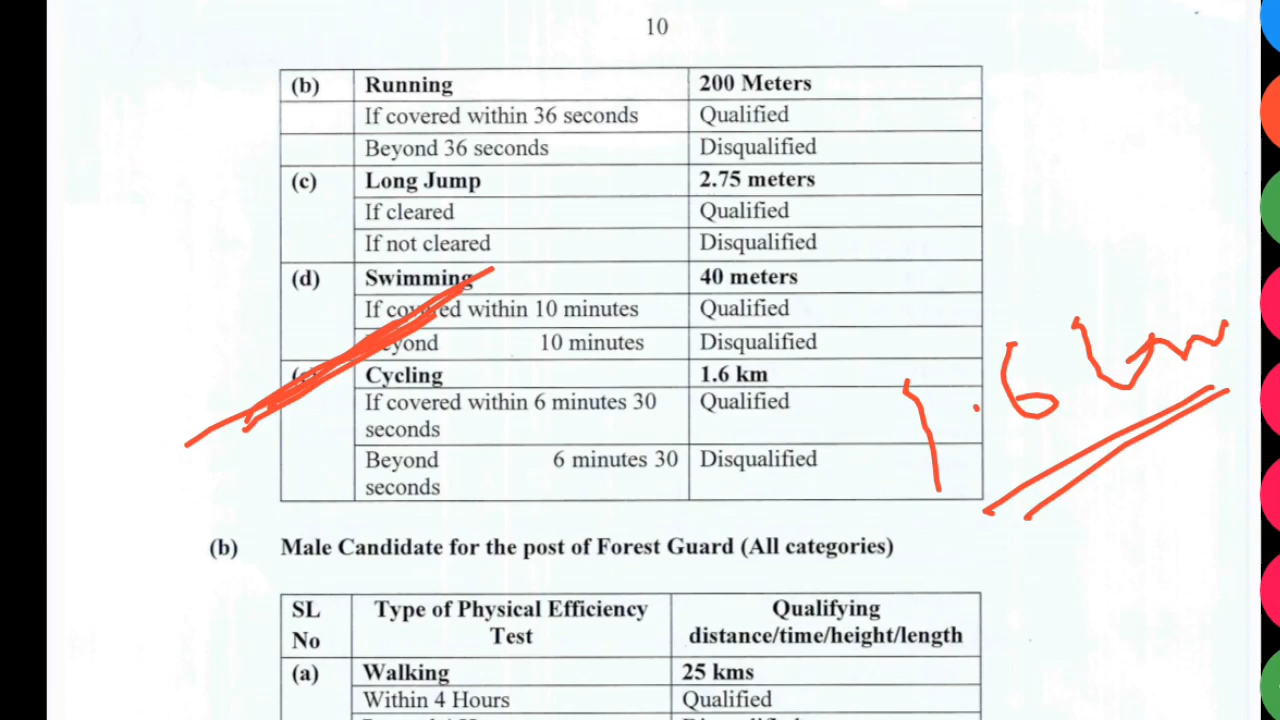 10
(b) Running 200 Meters
If covered within 36 seconds Qualified
Beyond 36 seconds Disqualified
(c) Long Jump 2.75 meters
If cleared Qualified
If not cleared Disqualified
(d) Swimming 40 meters
If covered within 10 minutes Qualified
Beyond 10 minutes Disqualified
Cycling 1.6 km
If covered within 6 minutes 30 Qualified
seconds
Beyond 6 minutes 30 Disqualified
seconds
1.6 km
(b) Male Candidate for the post of Forest Guard (All categories)
SL Type of Physical Efficiency Qualifying
No Test distance/time/height/length
(a) Walking 25 kms
Within 4 Hours Qualified